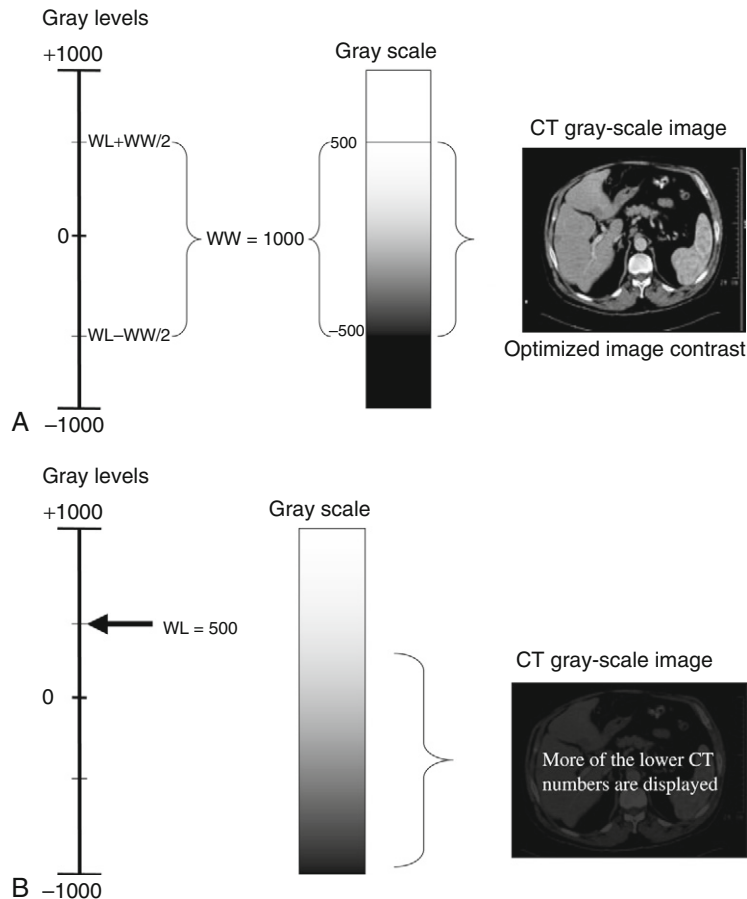 Gray levels
+1000
WL+WW/2
0
WL−WW/2
−1000
A
WW = 1000
Gray scale
500
−500
CT gray-scale image
Optimized image contrast
Gray levels
+1000
WL = 500
0
−1000
B
Gray scale
CT gray-scale image
More of the lower CT
numbers are displayed